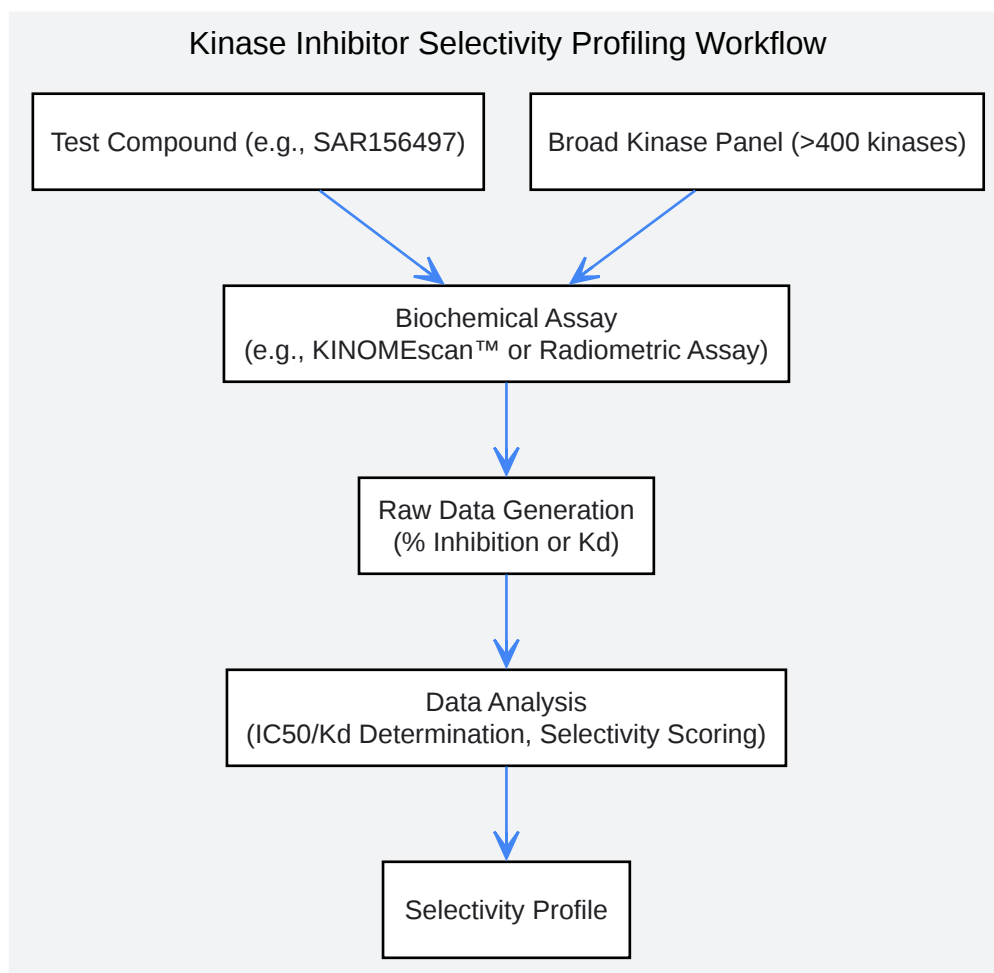 Kinase Inhibitor Selectivity Profiling Workflow
Test Compound (e.g., SAR156497)
Broad Kinase Panel (>400 kinases)
Biochemical Assay
(e.g., KINOMEscan™ or Radiometric Assay)
Raw Data Generation
(% Inhibition or Kd)
Data Analysis
(IC50/Kd Determination, Selectivity Scoring)
Selectivity Profile